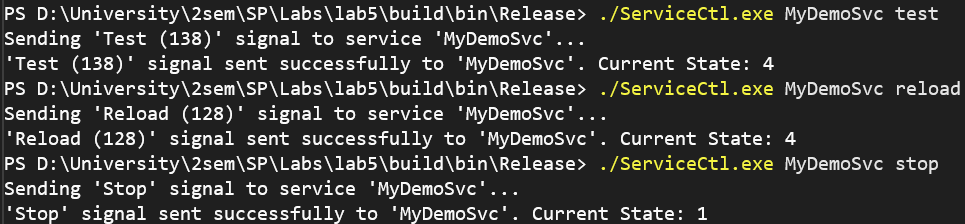 PS D:\University\2sem\SP\Labs\lab5\build\bin\Release> ./ServiceCtl.exe MyDemoSvc test
Sending 'Test (138)' signal to service 'MyDemoSvc'...
'Test (138)' signal sent successfully to 'MyDemoSvc'. Current State: 4
PS D:\University\2sem\SP\Labs\lab5\build\bin\Release> ./ServiceCtl.exe MyDemoSvc reload
Sending 'Reload (128)' signal to service 'MyDemoSvc'...
'Reload (128)' signal sent successfully to 'MyDemoSvc'. Current State: 4
PS D:\University\2sem\SP\Labs\lab5\build\bin\Release> ./ServiceCtl.exe MyDemoSvc stop
Sending 'Stop' signal to service 'MyDemoSvc'...
'Stop' signal sent successfully to 'MyDemoSvc'. Current State: 1